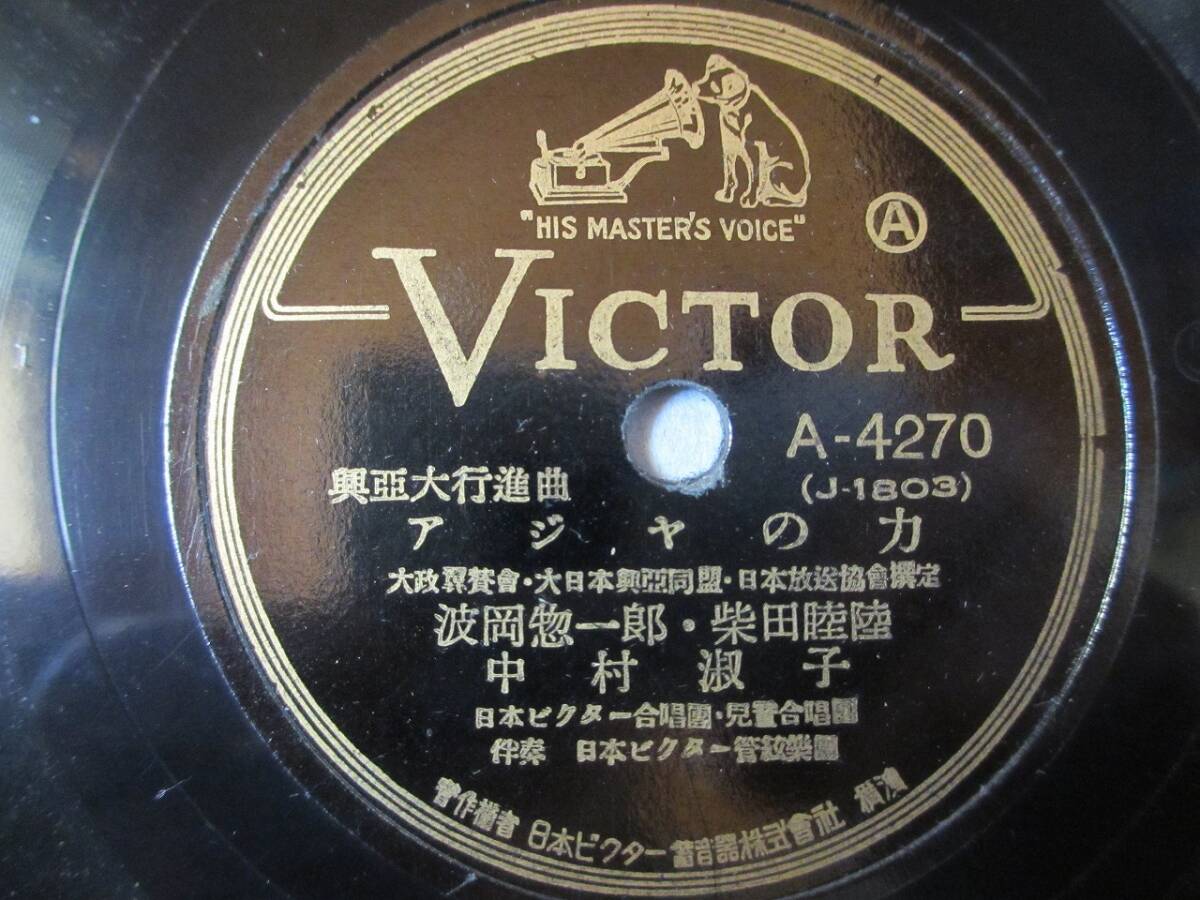 "HIS MASTER'S VOICE"
Ⓐ
VICTOR
A-4270
(J-1803)
興亞大行進曲
アジヤの力
大政翼賛會・大日本興亞同盟・日本放送協會撰定
波岡惣一郎・柴田睦陸
中村淑子
日本ビクター合唱團・児童合唱團
伴奏 日本ビクター管絃樂團
著作權者 日本ビクター蓄音器株式會社 横濱